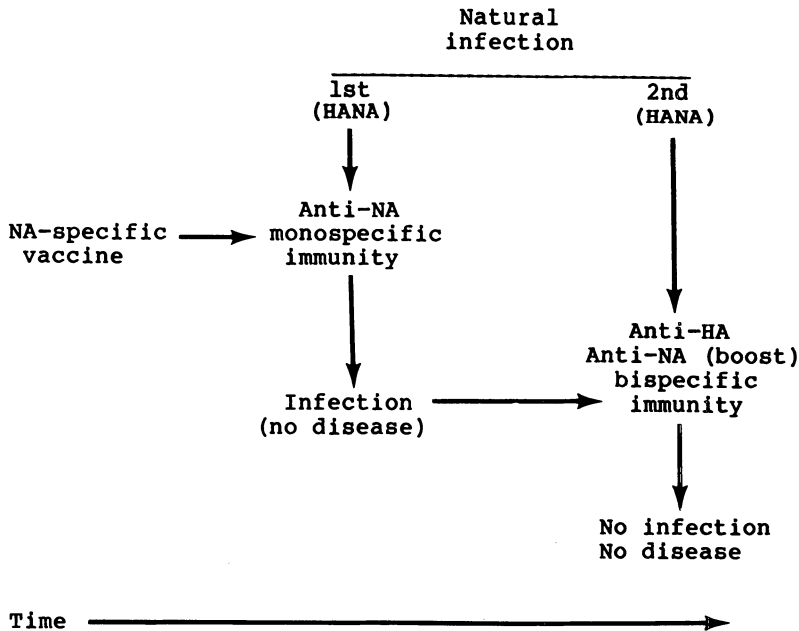 Natural
infection
1st
(HANA)
2nd
(HANA)
NA-specific
vaccine
Anti-NA
monospecific
immunity
Infection
(no disease)
Anti-HA
Anti-NA (boost)
bispecific
immunity
No infection
No disease
Time